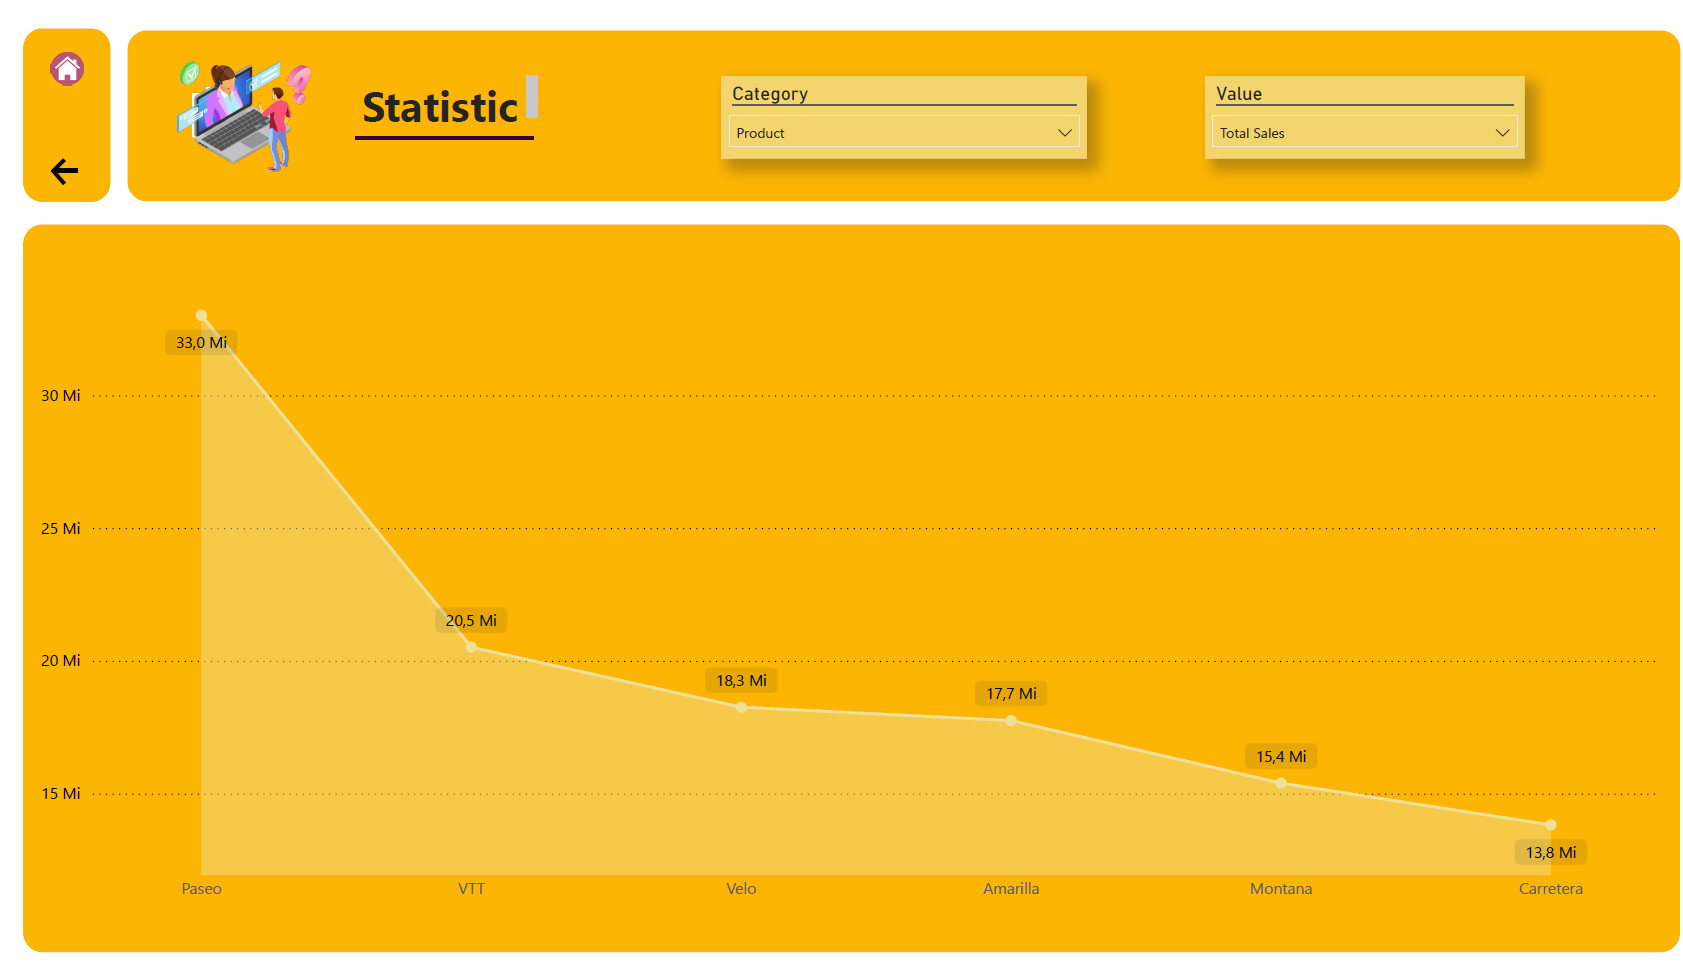 Statistic
Category
Product
Value
Total Sales
33,0 Mi
30 Mi
25 Mi
20,5 Mi
20 Mi
18,3 Mi
17,7 Mi
15,4 Mi
15 Mi
13,8 Mi
Paseo VTT Velo Amarilla Montana Carretera